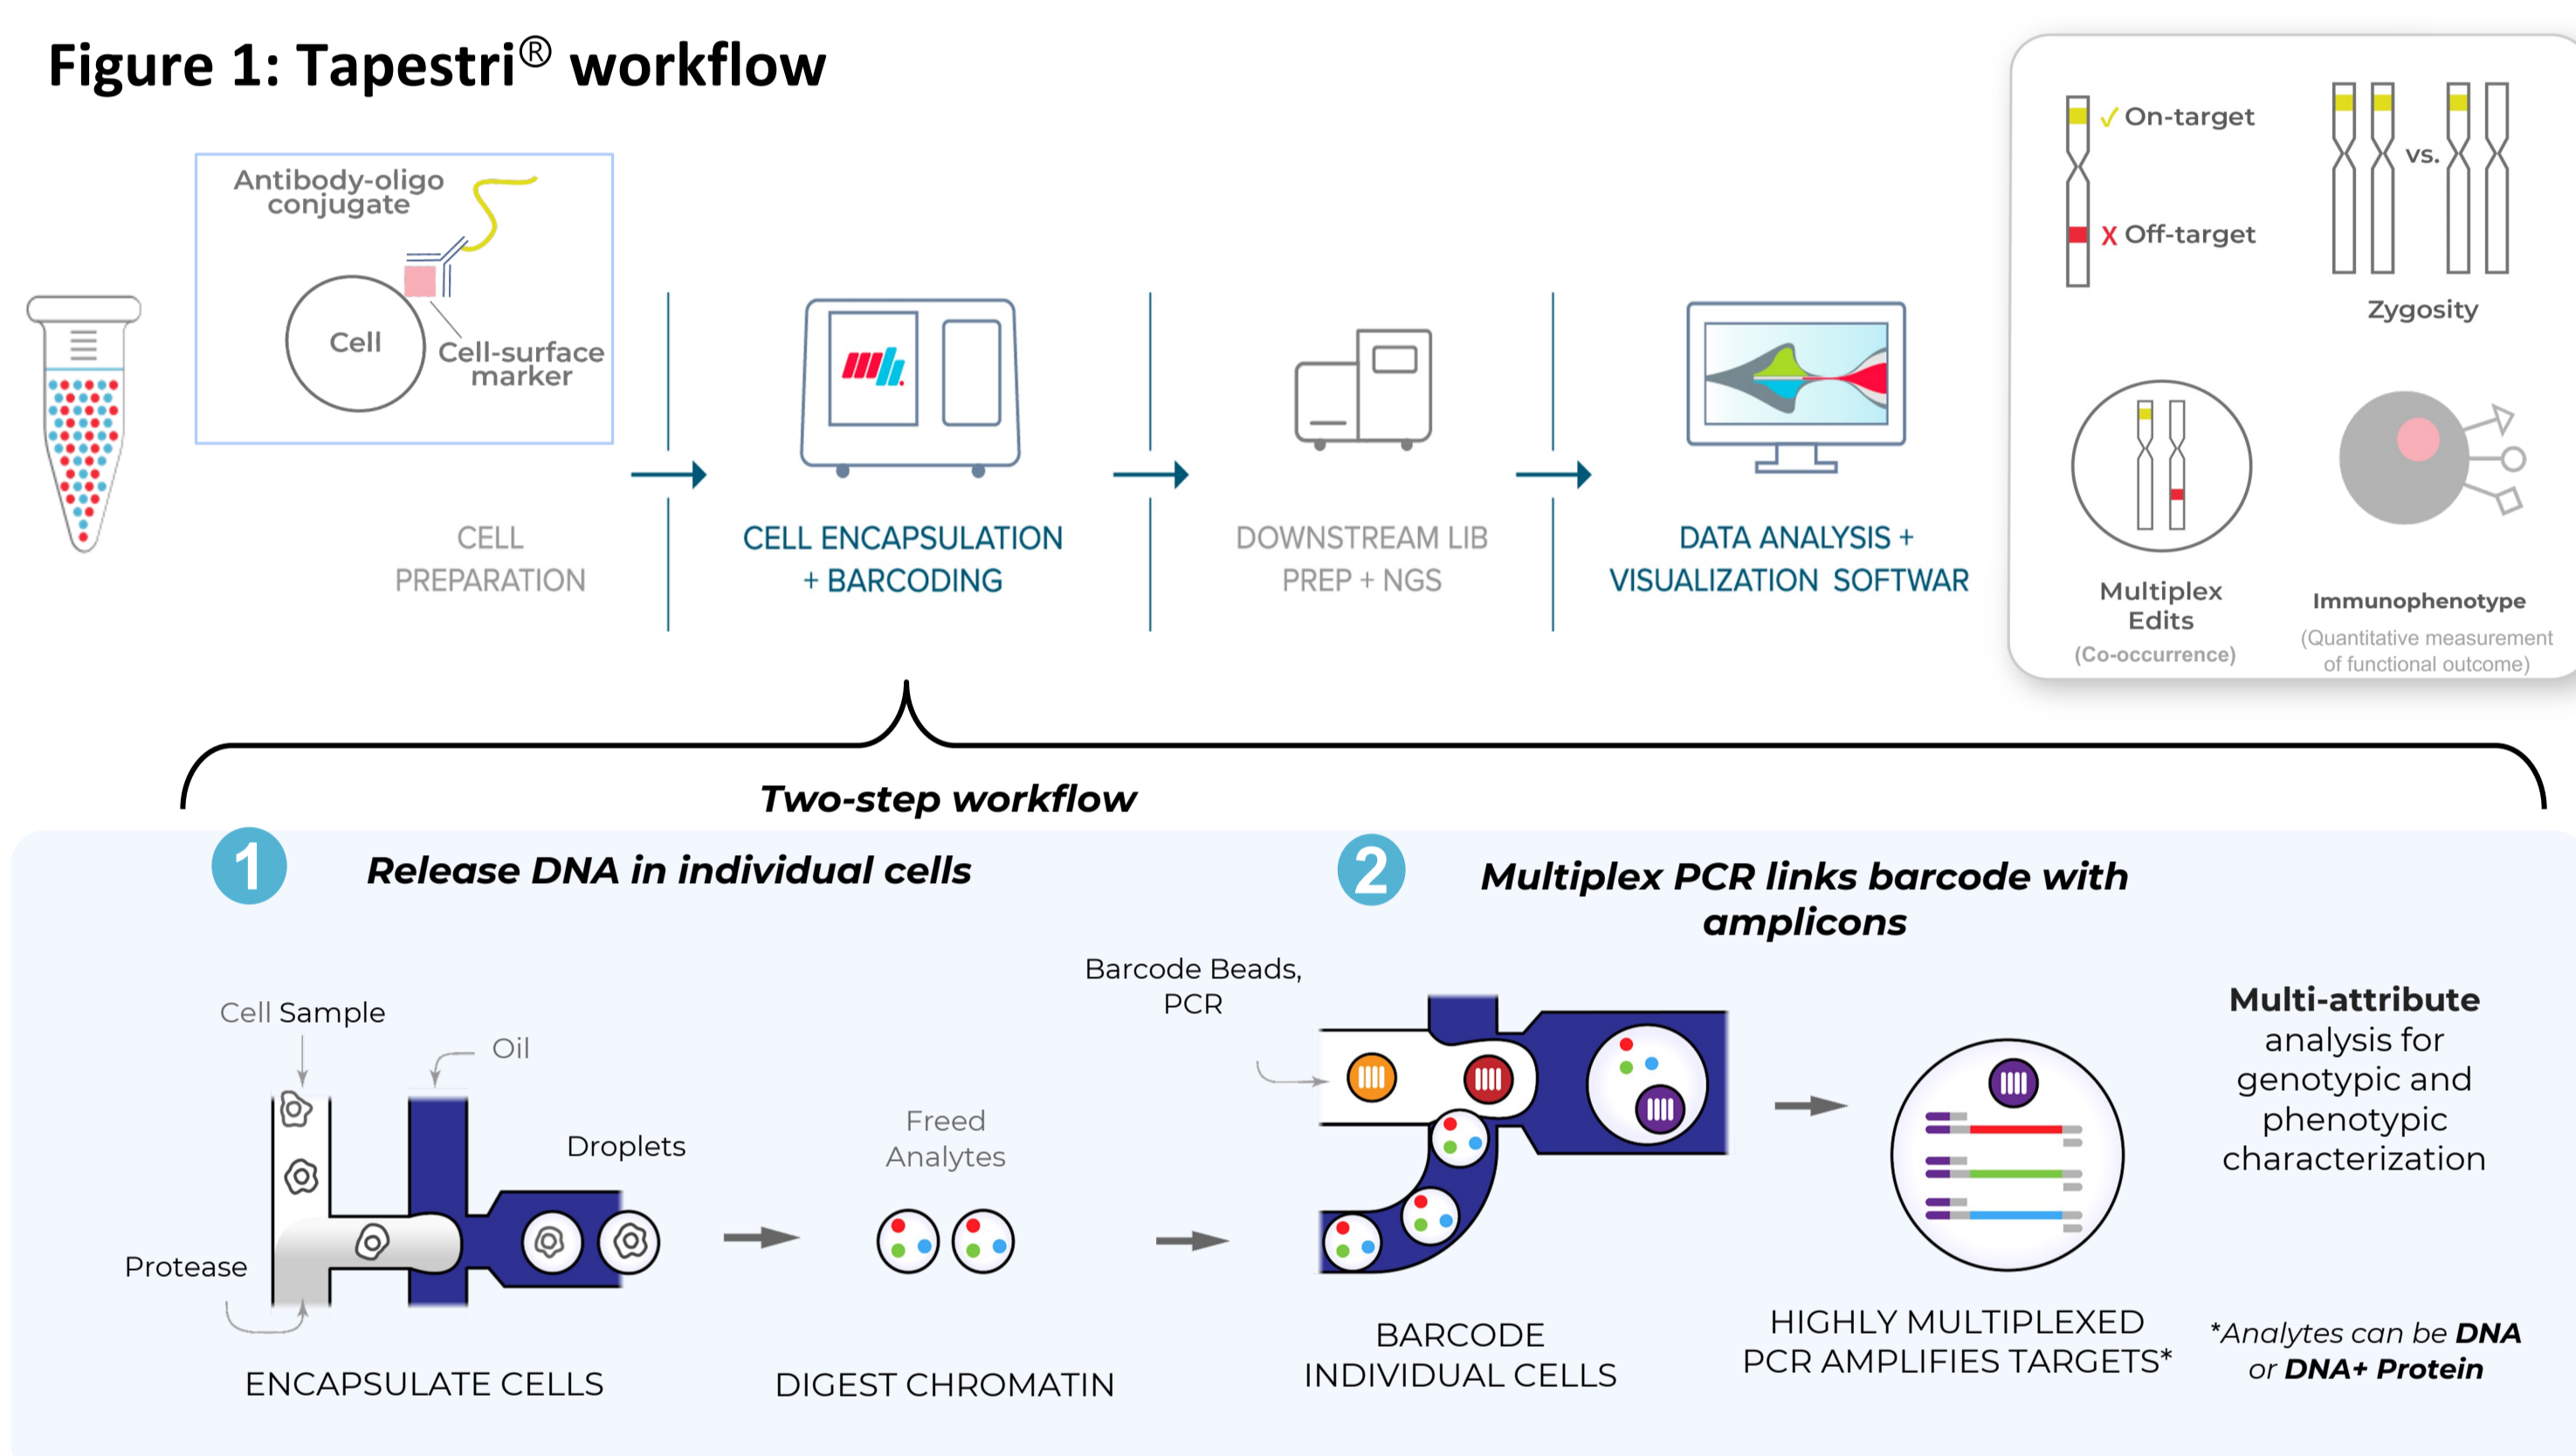 Figure 1: Tapestri® workflow
Antibody-oligo
conjugate
Cell
Cell-surface
marker
CELL
PREPARATION
CELL ENCAPSULATION
+ BARCODING
DOWNSTREAM LIB
PREP + NGS
DATA ANALYSIS +
VISUALIZATION SOFTWAR
✓ On-target
X Off-target
vs.
Zygosity
Multiplex
Edits
(Co-occurrence)
Immunophenotype
(Quantitative measurement
of functional outcome)
Two-step workflow
1
Release DNA in individual cells
Cell Sample
Oil
Droplets
Protease
ENCAPSULATE CELLS
Freed
Analytes
DIGEST CHROMATIN
2
Multiplex PCR links barcode with
amplicons
Barcode Beads,
PCR
BARCODE
INDIVIDUAL CELLS
HIGHLY MULTIPLEXED
PCR AMPLIFIES TARGETS*
Multi-attribute
analysis for
genotypic and
phenotypic
characterization
*Analytes can be DNA
or DNA+ Protein